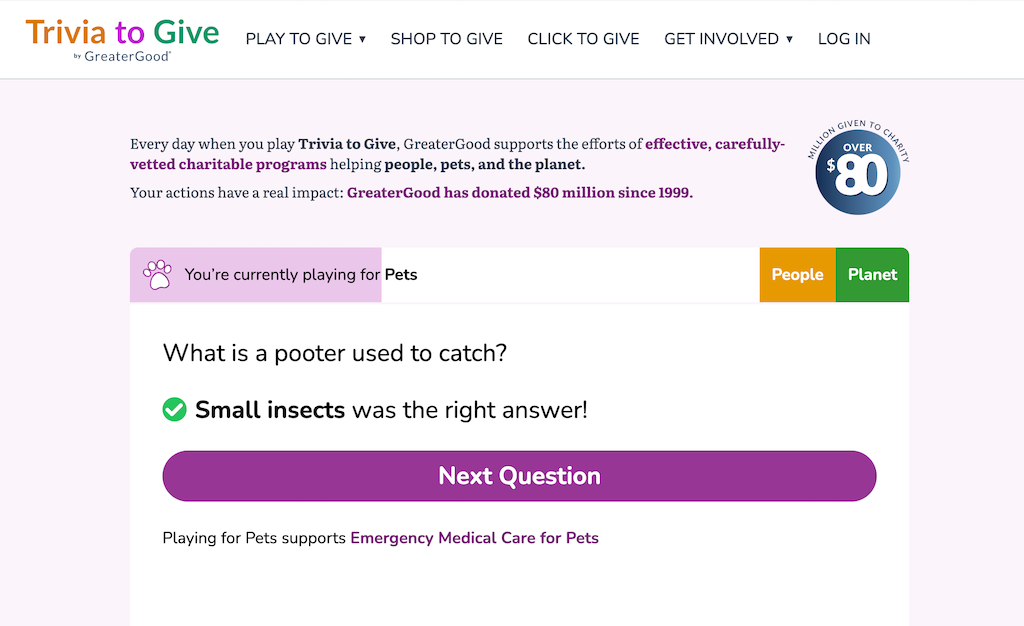 Trivia to Give
by GreaterGood®
PLAY TO GIVE ▼ SHOP TO GIVE CLICK TO GIVE GET INVOLVED ▼ LOG IN
Every day when you play Trivia to Give, GreaterGood supports the efforts of effective, carefully-
vetted charitable programs helping people, pets, and the planet.
Your actions have a real impact: GreaterGood has donated $80 million since 1999.
MILLION GIVEN TO CHARITY
OVER
$80
You’re currently playing for Pets
People
Planet
What is a pooter used to catch?
Small insects was the right answer!
Next Question
Playing for Pets supports Emergency Medical Care for Pets